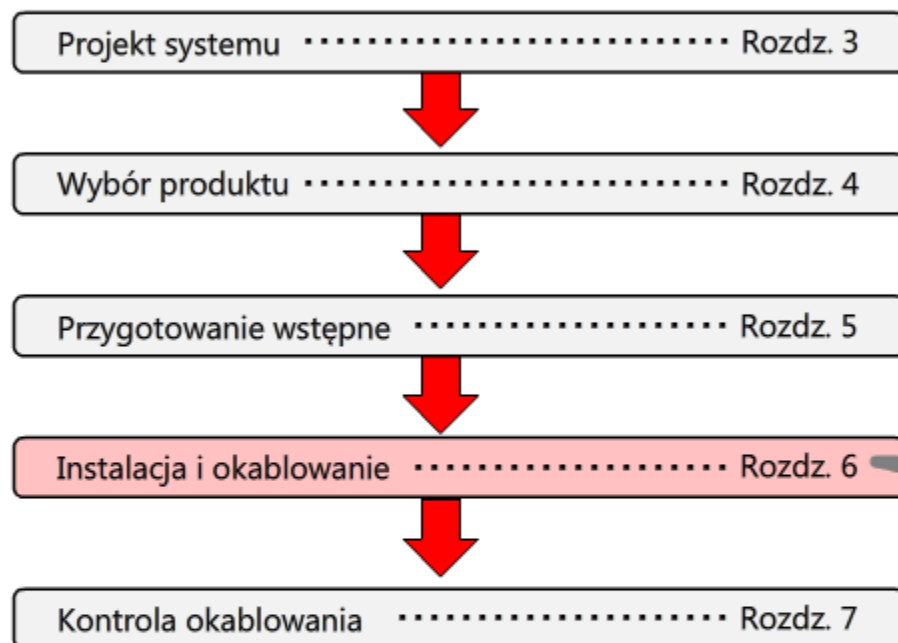 Projekt systemu ............................ Rozdz. 3
Wybór produktu ............................ Rozdz. 4
Przygotowanie wstępne ..................... Rozdz. 5
Instalacja i okablowanie ..................... Rozdz. 6
Kontrola okablowania ...................... Rozdz. 7